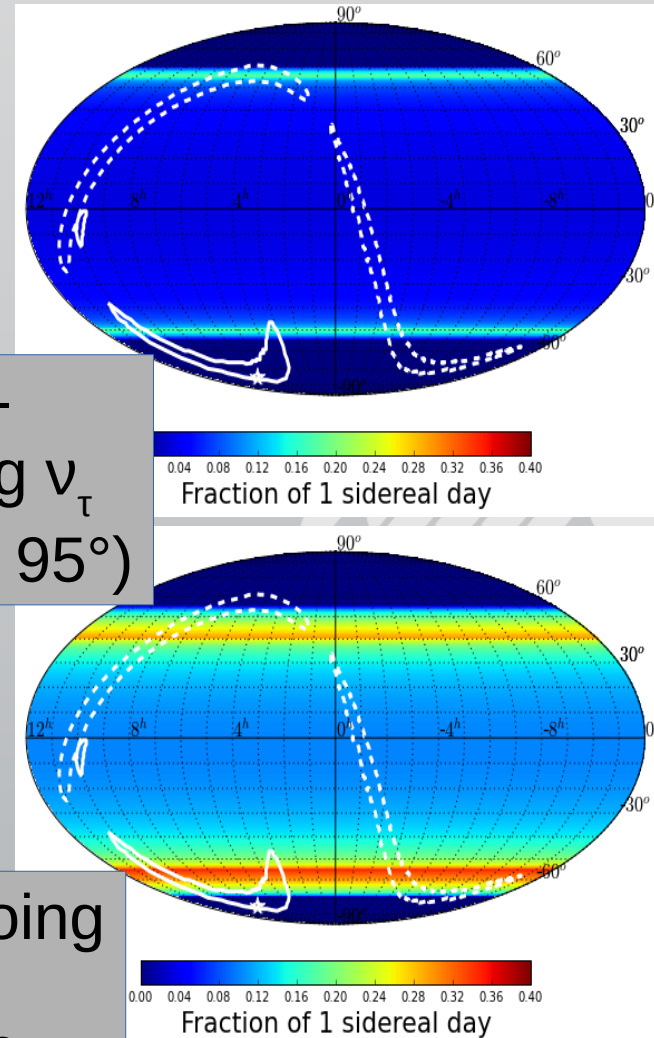 90°
60°
30°
12ʰ 8ʰ 4ʰ 0ʰ -4ʰ -8ʰ 0
-30°
-60°
-90°
g ν_τ
95°)
0.04 0.08 0.12 0.16 0.20 0.24 0.28 0.32 0.36 0.40
Fraction of 1 sidereal day
90°
60°
30°
12ʰ 8ʰ 4ʰ 0ʰ -4ʰ -8ʰ 0
-30°
-60°
-90°
oing
0.00 0.04 0.08 0.12 0.16 0.20 0.24 0.28 0.32 0.36 0.40
Fraction of 1 sidereal day